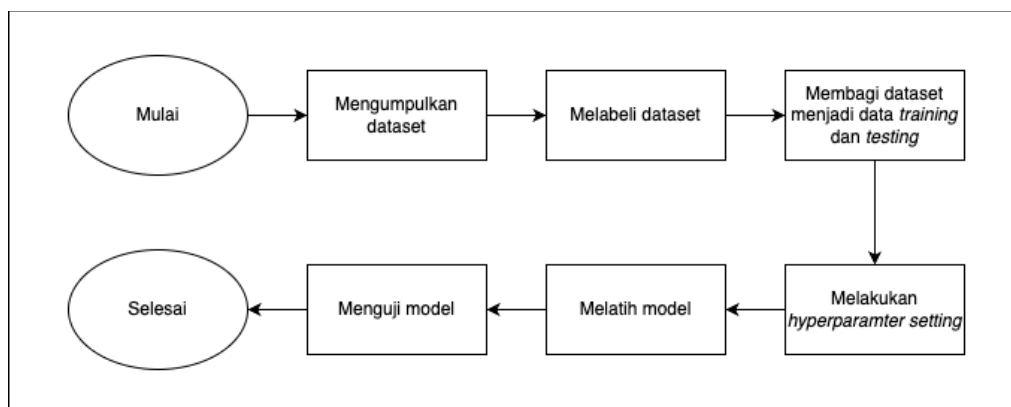 Mulai
Mengumpulkan
dataset
Melabeli dataset
Membagi dataset
menjadi data training
dan testing
Melakukan
hyperparamter setting
Melatih model
Menguji model
Selesai